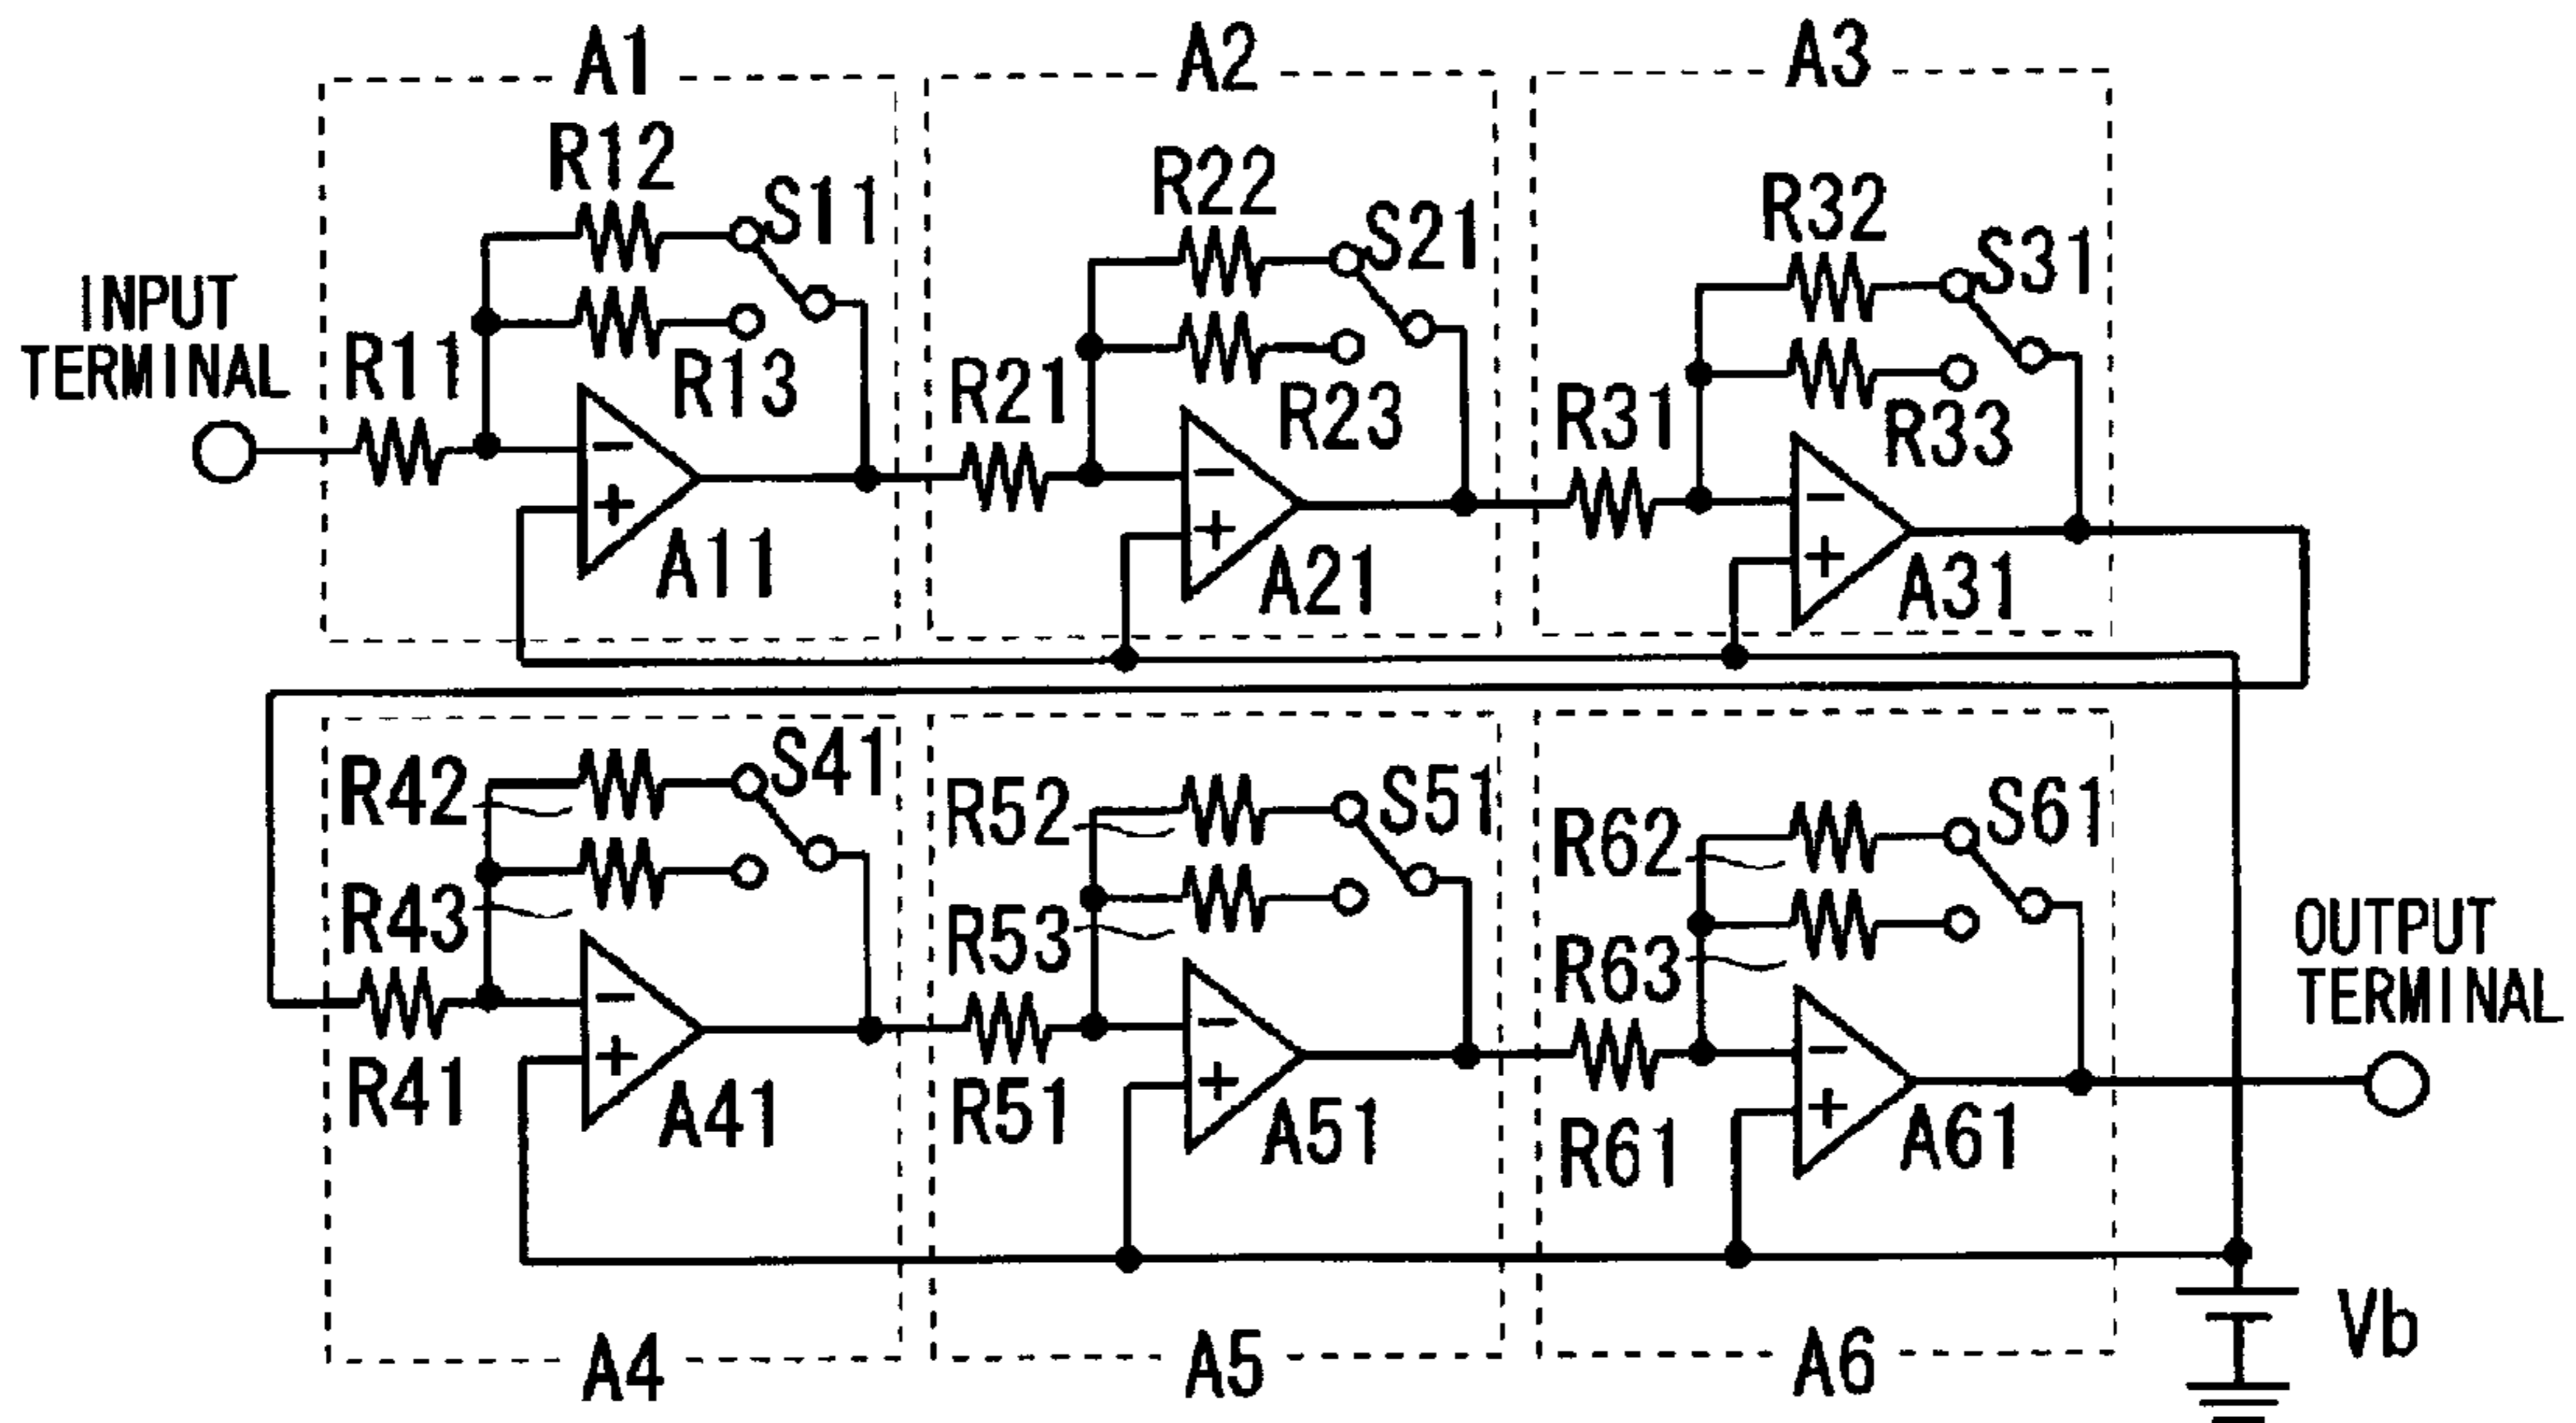 A1
A2
A3
R12
S11
R22
S21
R32
S31
INPUT
TERMINAL
R11
R13
R21
R23
R31
R33
−
+
A11
−
+
A21
−
+
A31
R42
S41
R52
S51
R62
S61
R43
R53
R63
OUTPUT
TERMINAL
−
+
R41
A41
−
+
R51
A51
−
+
R61
A61
Vb
A4
A5
A6